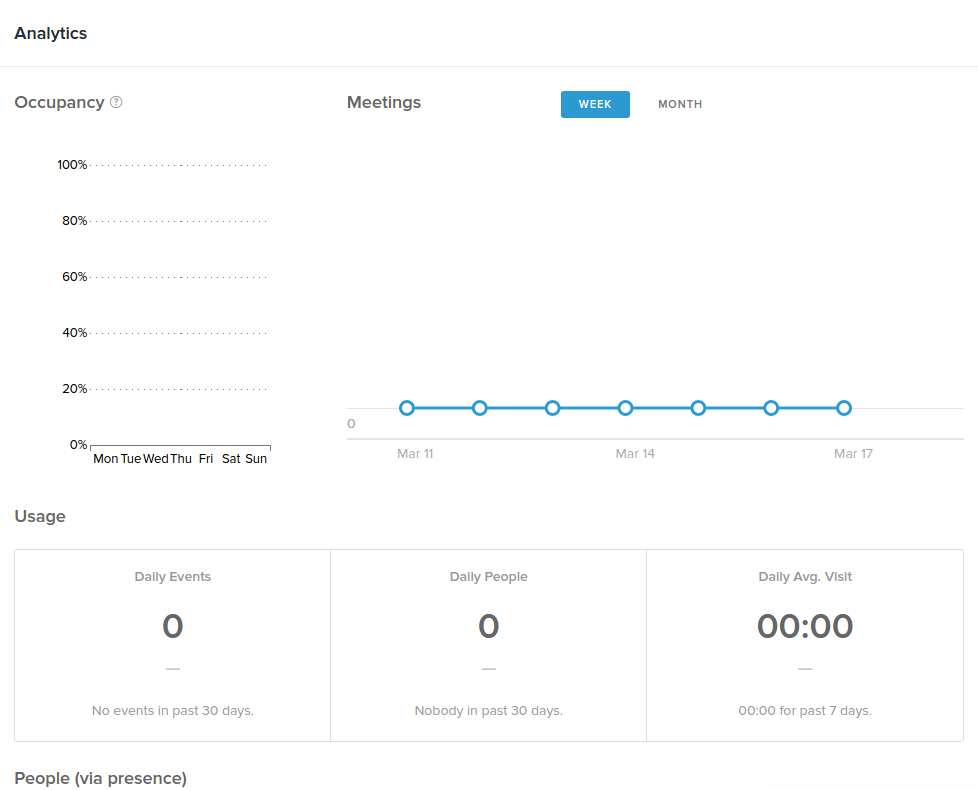 Analytics
Occupancy ?
Meetings
WEEK
MONTH
100%
80%
60%
40%
20%
0%
Mon Tue Wed Thu Fri Sat Sun
0
Mar 11
Mar 14
Mar 17
Usage
Daily Events
0
—
No events in past 30 days.
Daily People
0
—
Nobody in past 30 days.
Daily Avg. Visit
00:00
—
00:00 for past 7 days.
People (via presence)